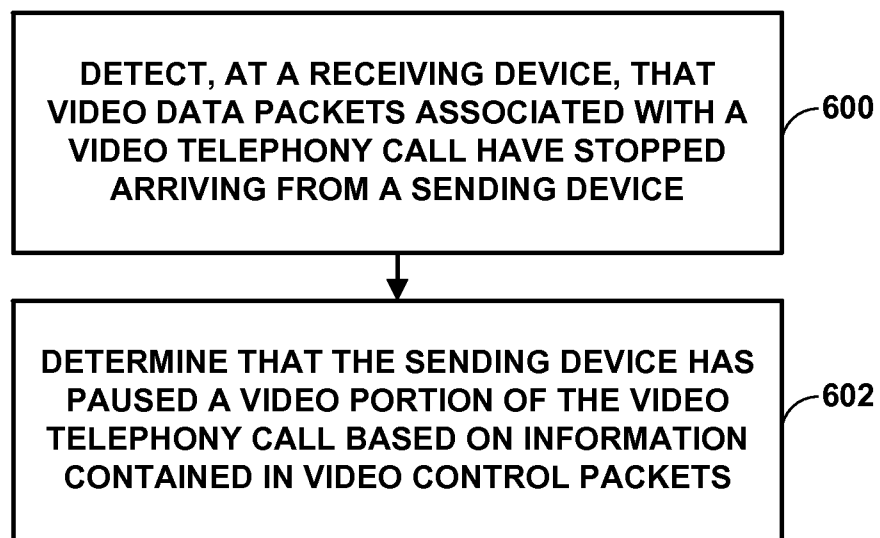 DETECT, AT A RECEIVING DEVICE, THAT
VIDEO DATA PACKETS ASSOCIATED WITH A
VIDEO TELEPHONY CALL HAVE STOPPED
ARRIVING FROM A SENDING DEVICE
600
DETERMINE THAT THE SENDING DEVICE HAS
PAUSED A VIDEO PORTION OF THE VIDEO
TELEPHONY CALL BASED ON INFORMATION
CONTAINED IN VIDEO CONTROL PACKETS
602